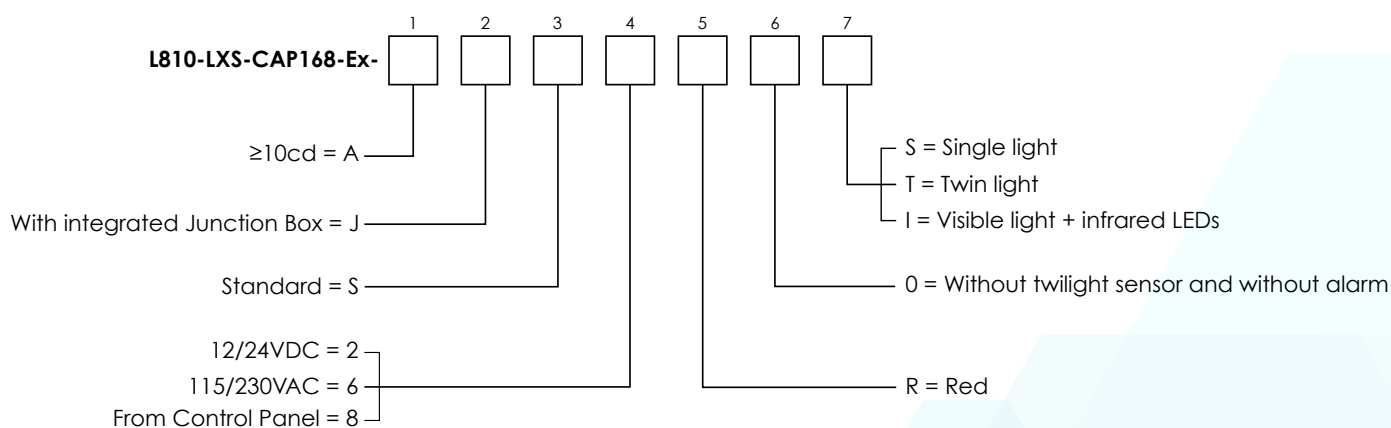 1 2 3 4 5 6 7
L810-LXS-CAP168-Ex-
≥10cd = A
With integrated Junction Box = J
Standard = S
12/24VDC = 2
115/230VAC = 6
From Control Panel = 8
S = Single light
T = Twin light
I = Visible light + infrared LEDs
0 = Without twilight sensor and without alarm
R = Red